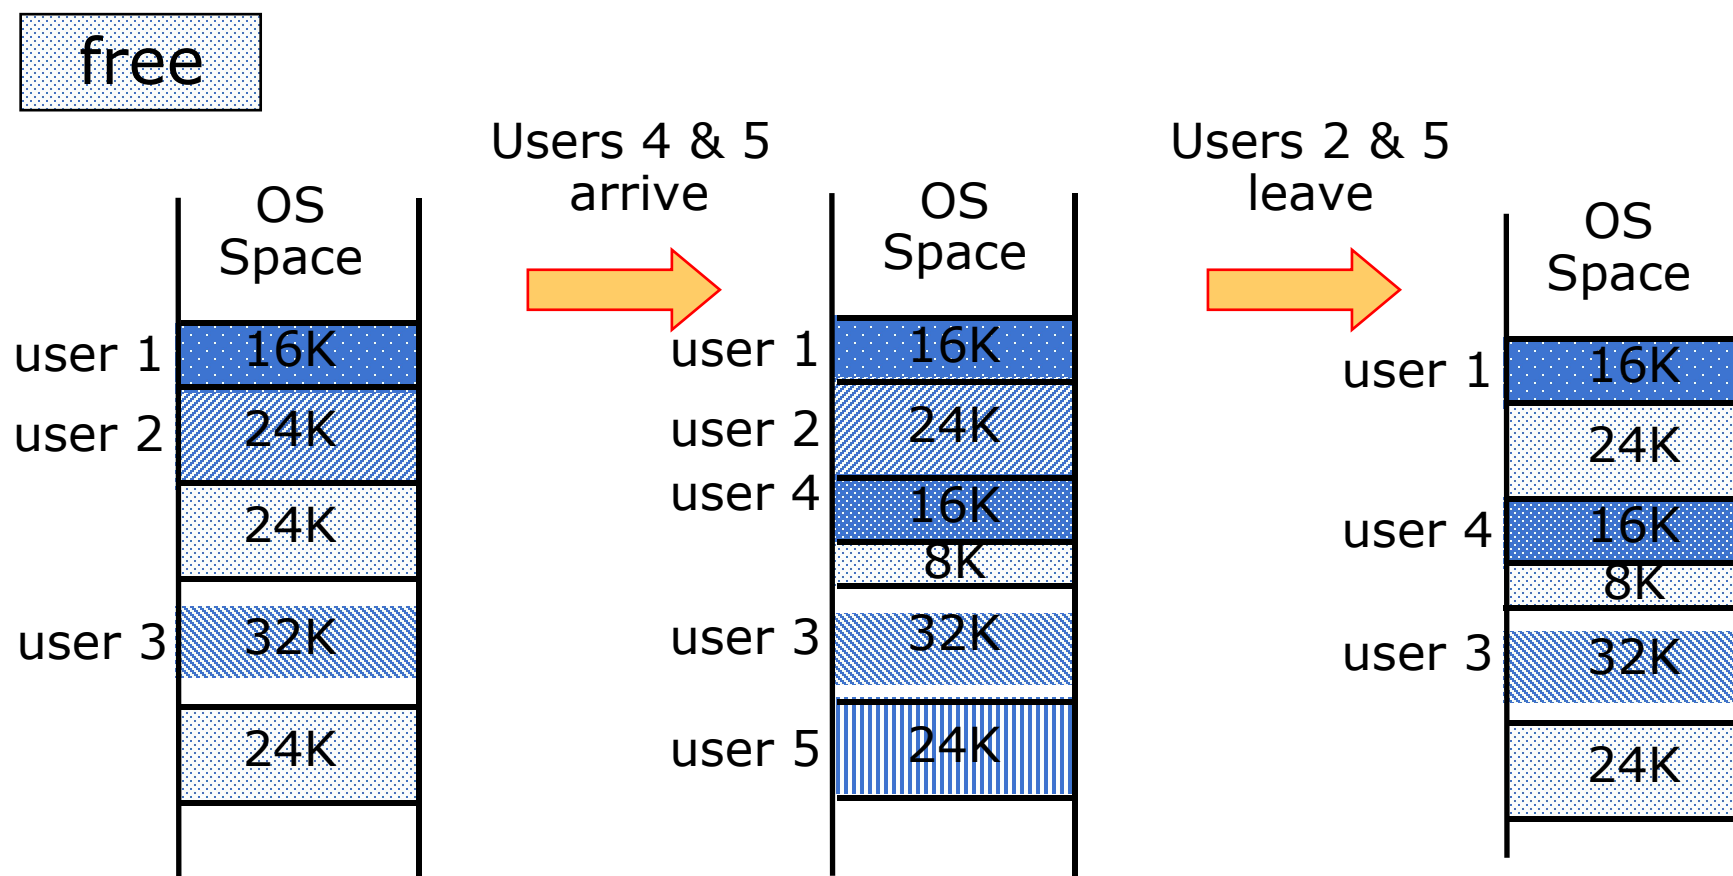 free
Users 4 & 5
arrive
Users 2 & 5
leave
OS
Space
user 1
16K
user 2
24K
24K
user 3
32K
24K
OS
Space
user 1
16K
user 2
24K
user 4
16K
8K
user 3
32K
user 5
24K
OS
Space
user 1
16K
24K
user 4
16K
8K
user 3
32K
24K